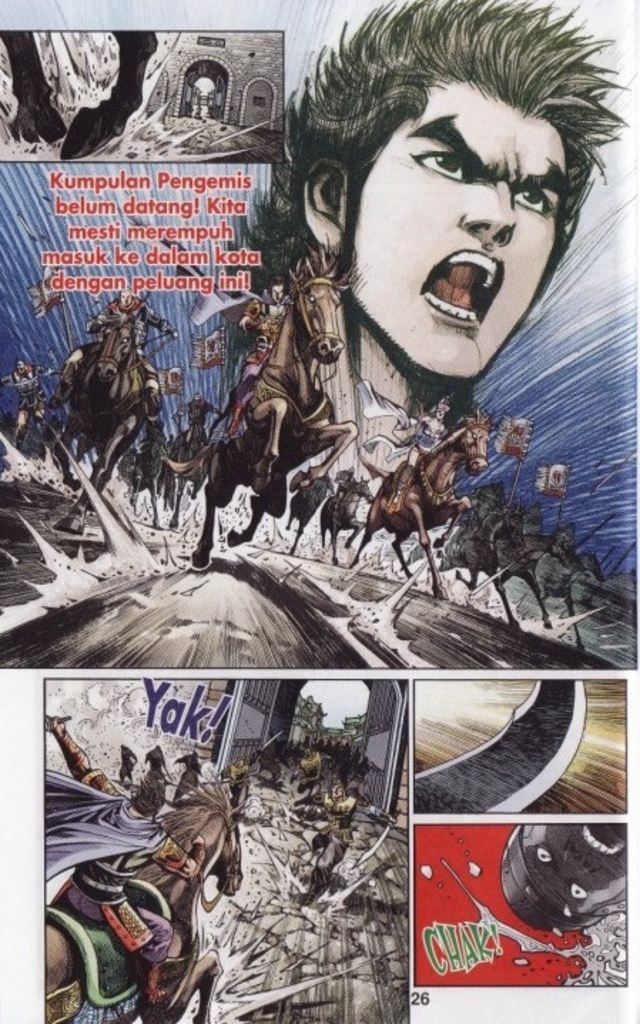 Kumpulan Pengemis
belum datang! Kita
mesti merempuh
masuk ke dalam kota
dengan peluang ini!
Yak!
CHAK!
26